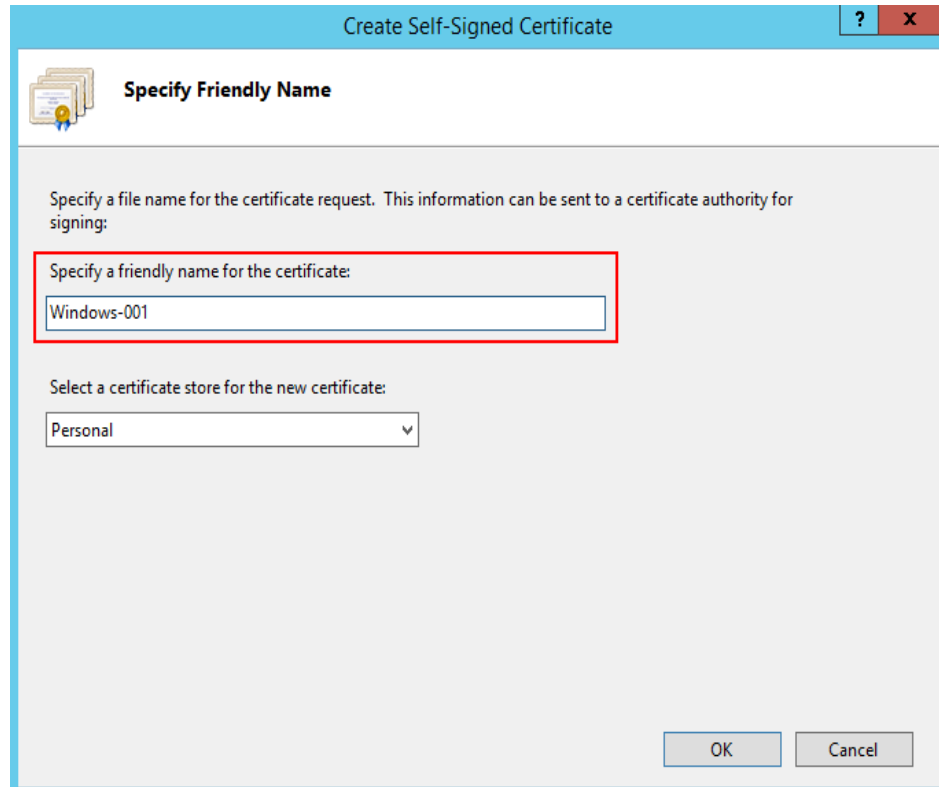 Create Self-Signed Certificate
?
x
Specify Friendly Name
Specify a file name for the certificate request.  This information can be sent to a certificate authority for
signing:
Specify a friendly name for the certificate:
Windows-001
Select a certificate store for the new certificate:
Personal
OK
Cancel